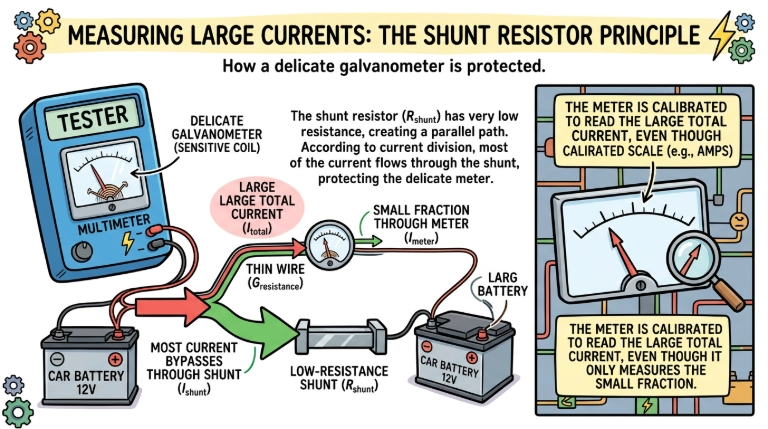 MEASURING LARGE CURRENTS: THE SHUNT RESISTOR PRINCIPLE
How a delicate galvanometer is protected.
TESTER
MULTIMETER
DELICATE
GALVANOMETER
(SENSITIVE COIL)
The shunt resistor (Rshunt) has very low
resistance, creating a parallel path.
According to current division, most
of the current flows through the shunt,
protecting the delicate meter.
LARGE
LARGE TOTAL
CURRENT
(Itotal)
SMALL FRACTION
THROUGH METER
(Imeter)
THIN WIRE
(Gresistance)
LARG
BATTERY
MOST CURRENT
BYPASSES
THROUGH SHUNT
(Ishunt)
LOW-RESISTANCE
SHUNT (Rshunt)
− +
CAR BATTERY
12V
− +
CAR BATTERY
12V
THE METER IS CALIBRATED
TO READ THE LARGE TOTAL
CURRENT, EVEN THOUGH
CALIRATED SCALE (e.g., AMPS)
THE METER IS CALIBRATED
TO READ THE LARGE TOTAL
CURRENT, EVEN THOUGH IT
ONLY MEASURES THE
SMALL FRACTION.